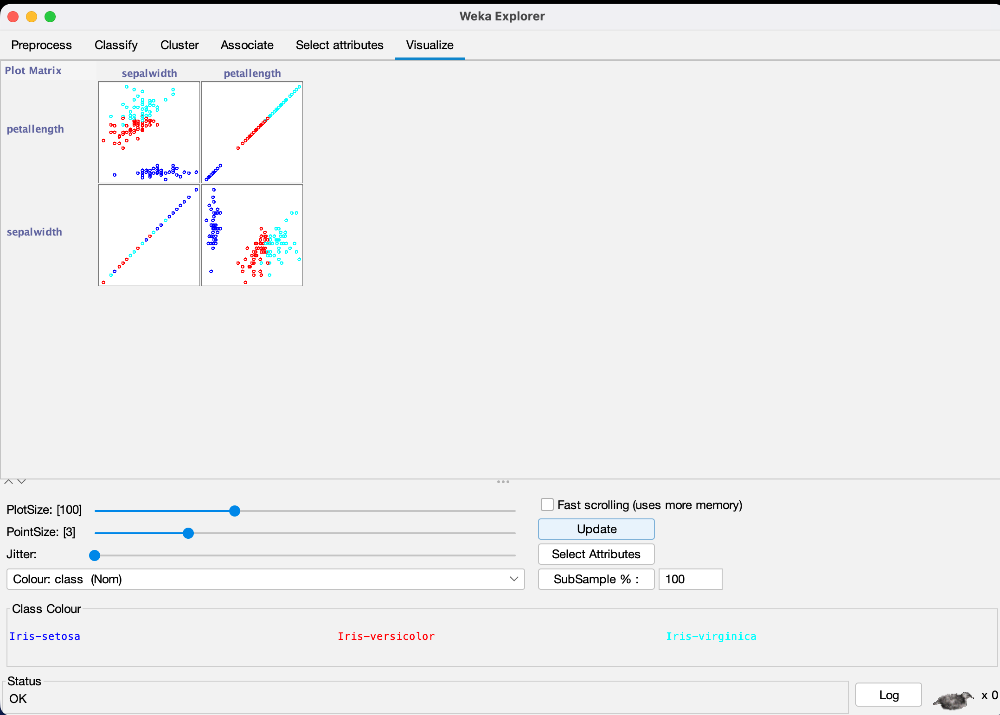 Weka Explorer
Preprocess Classify Cluster Associate Select attributes Visualize
Plot Matrix
sepalwidth petallength
petallength
sepalwidth
PlotSize: [100]
Fast scrolling (uses more memory)
Update
PointSize: [3]
Jitter:
Select Attributes
Colour: class (Nom)
SubSample % : 100
Class Colour
Iris-setosa Iris-versicolor Iris-virginica
Status
OK
Log
x 0